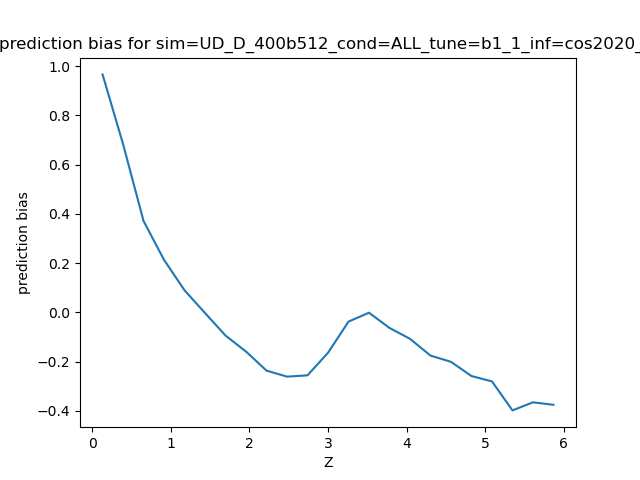 prediction bias for sim=UD_D_400b512_cond=ALL_tune=b1_1_inf=cos2020_
1.0
0.8
0.6
0.4
0.2
0.0
−0.2
−0.4
prediction bias
0 1 2 3 4 5 6
Z